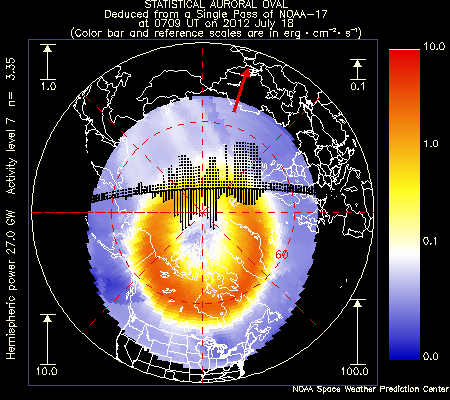 STATISTICAL AURORAL OVAL
Deduced from a Single Pass of NOAA-17
at 0709 UT on 2012 July 18
(Color bar and reference scales are in erg · cm⁻² · s⁻¹)
Hemispheric power 27.0 GW Activity level 7 n= 3.35
1.0
0.1
10.0
100.0
60
10.0
1.0
0.1
0.0
NOAA Space Weather Prediction Center